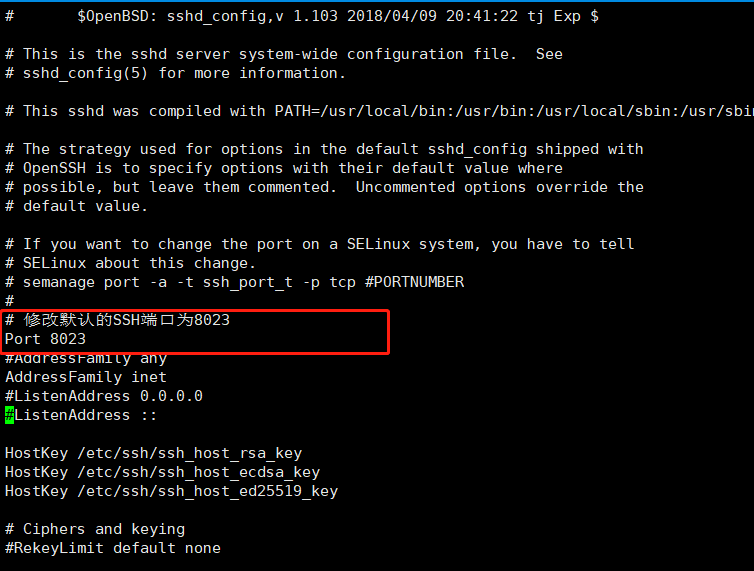 #       $OpenBSD: sshd_config,v 1.103 2018/04/09 20:41:22 tj Exp $
# This is the sshd server system-wide configuration file.  See
# sshd_config(5) for more information.
# This sshd was compiled with PATH=/usr/local/bin:/usr/bin:/usr/local/sbin:/usr/sbin
# The strategy used for options in the default sshd_config shipped with
# OpenSSH is to specify options with their default value where
# possible, but leave them commented.  Uncommented options override the
# default value.
# If you want to change the port on a SELinux system, you have to tell
# SELinux about this change.
# semanage port -a -t ssh_port_t -p tcp #PORTNUMBER
#
# 修改默认的SSH端口为8023
Port 8023
#AddressFamily any
AddressFamily inet
#ListenAddress 0.0.0.0
#ListenAddress ::
HostKey /etc/ssh/ssh_host_rsa_key
HostKey /etc/ssh/ssh_host_ecdsa_key
HostKey /etc/ssh/ssh_host_ed25519_key
# Ciphers and keying
#RekeyLimit default none